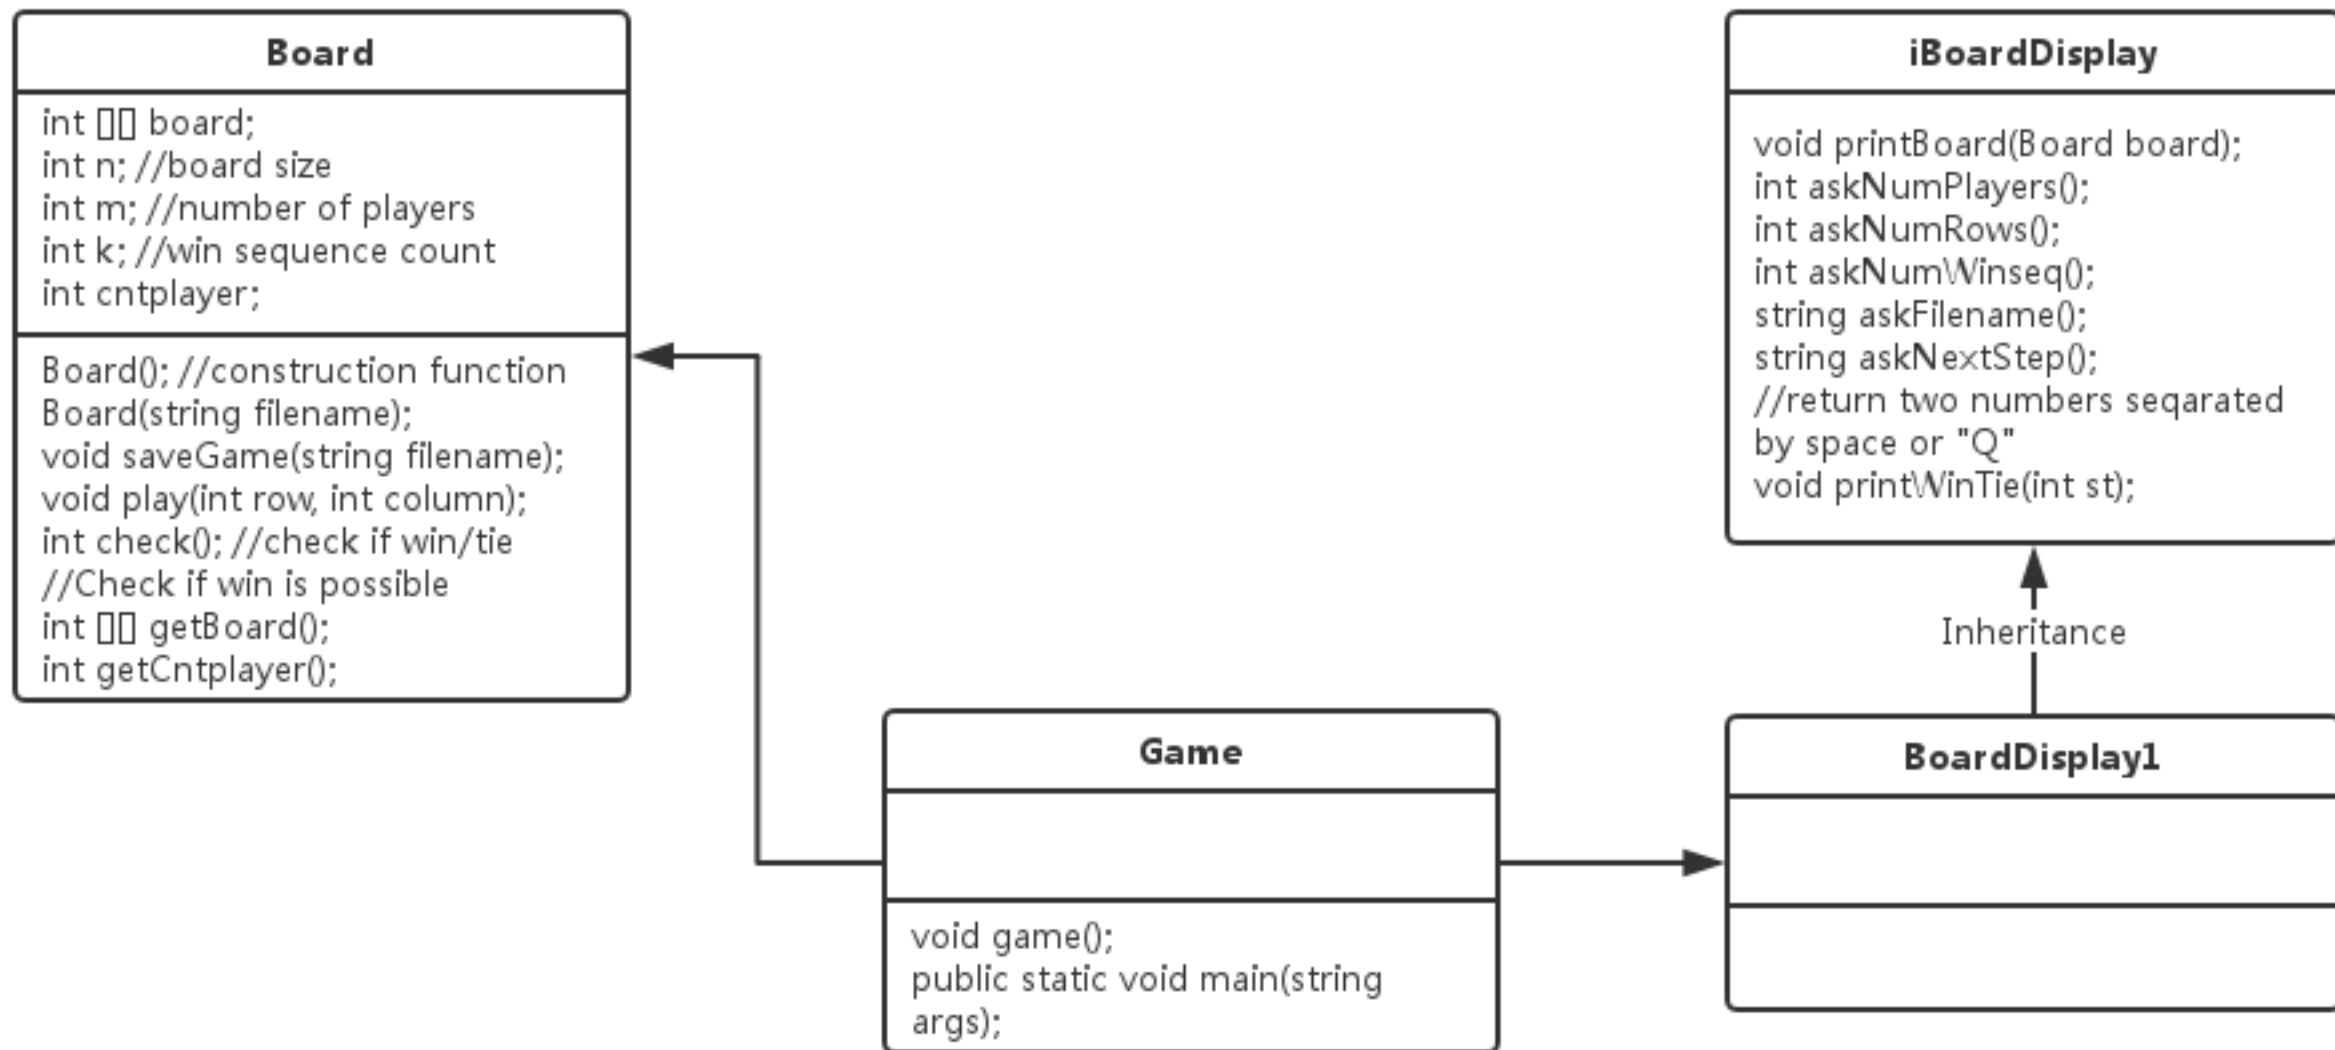 Board
int [][] board;
int n; //board size
int m; //number of players
int k; //win sequence count
int cntplayer;
Board(); //construction function
Board(string filename);
void saveGame(string filename);
void play(int row, int column);
int check(); //check if win/tie
//Check if win is possible
int [][] getBoard();
int getCntplayer();
iBoardDisplay
void printBoard(Board board);
int askNumPlayers();
int askNumRows();
int askNumWinseq();
string askFilename();
string askNextStep();
//return two numbers seqarated
by space or "Q"
void printWinTie(int st);
Inheritance
Game
void game();
public static void main(string
args);
BoardDisplay1